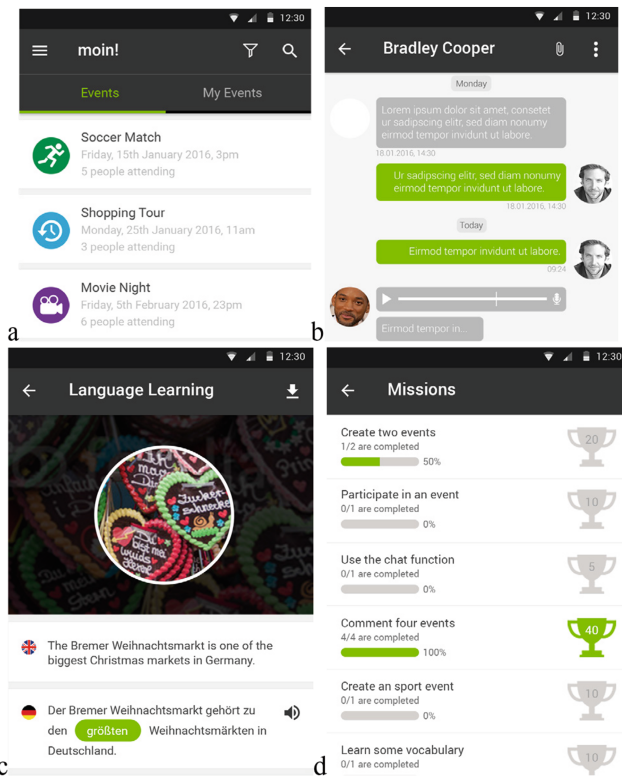 12:30
moin!
Events
My Events
Soccer Match
Friday, 15th January 2016, 3pm
5 people attending
Shopping Tour
Monday, 25th January 2016, 11am
3 people attending
Movie Night
Friday, 5th February 2016, 23pm
6 people attending
a
12:30
Bradley Cooper
Monday
Lorem ipsum dolor sit amet, consetet
ur sadipscing elitr, sed diam nonumy
eirmod tempor invidunt ut labore.
18.01.2016, 14:30
Ur sadipscing elitr, sed diam nonumy
eirmod tempor invidunt ut labore.
18.01.2016, 14:30
Today
Eirmod tempor invidunt ut labore.
09:24
Eirmod tempor in...
b
12:30
Language Learning
Zucker-
schnecke
Du
bist mei
The Bremer Weihnachtsmarkt is one of the
biggest Christmas markets in Germany.
Der Bremer Weihnachtsmarkt gehört zu
den größten Weihnachtsmärkten in
Deutschland.
c
12:30
Missions
Create two events
1/2 are completed
50%
20
Participate in an event
0/1 are completed
0%
10
Use the chat function
0/1 are completed
0%
5
Comment four events
4/4 are completed
100%
40
Create an sport event
0/1 are completed
0%
10
Learn some vocabulary
0/1 are completed
10
d